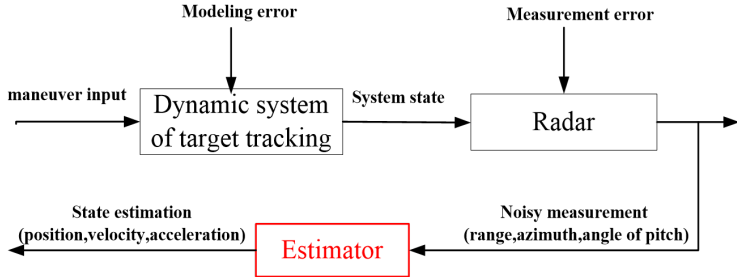 Modeling error
Measurement error
maneuver input
Dynamic system
of target tracking
System state
Radar
State estimation
(position,velocity,acceleration)
Estimator
Noisy measurement
(range,azimuth,angle of pitch)